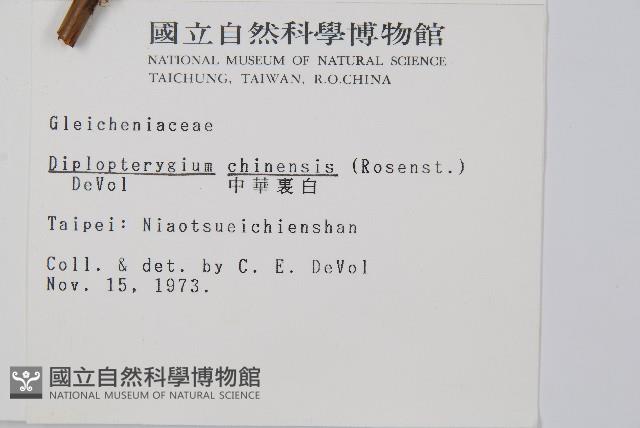 國立自然科學博物館
NATIONAL MUSEUM OF NATURAL SCIENCE
TAICHUNG, TAIWAN, R.O.CHINA
Gleicheniaceae
Diplopterygium chinensis (Rosenst.)
DeVol 中華裏白
Taipei: Niaotsueichienshan
Coll. & det. by C. E. DeVol
Nov. 15, 1973.
國立自然科學博物館
NATIONAL MUSEUM OF NATURAL SCIENCE